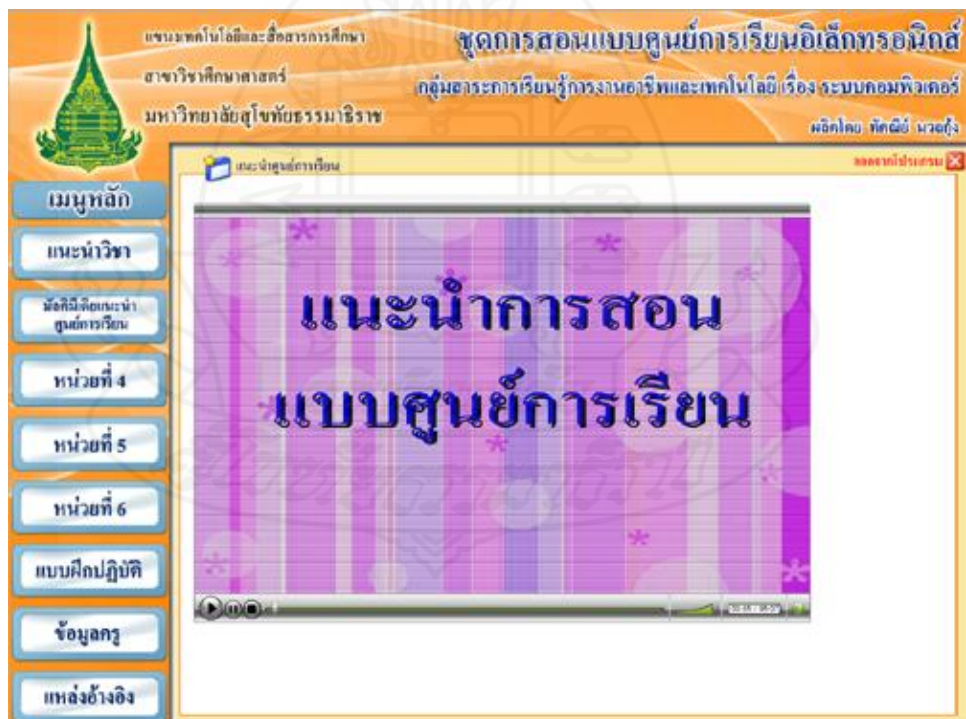 แขนงเทคโนโลยีและสื่อสารการศึกษา
สาขาวิชาศึกษาศาสตร์
มหาวิทยาลัยสุโขทัยธรรมาธิราช
ชุดการสอนแบบศูนย์การเรียนอิเล็กทรอนิกส์
กลุ่มสาระการเรียนรู้การงานอาชีพและเทคโนโลยี เรื่อง ระบบคอมพิวเตอร์
ผลิตโดย ทัศนีย์ นวลกุ้ง
แนะนำศูนย์การเรียน
ออกจากโปรแกรม
เมนูหลัก
แนะนำวิชา
มัลติมีเดียแนะนำ
ศูนย์การเรียน
หน่วยที่ 4
หน่วยที่ 5
หน่วยที่ 6
แบบฝึกปฏิบัติ
ข้อมูลครู
แหล่งอ้างอิง
แนะนำการสอน
แบบศูนย์การเรียน